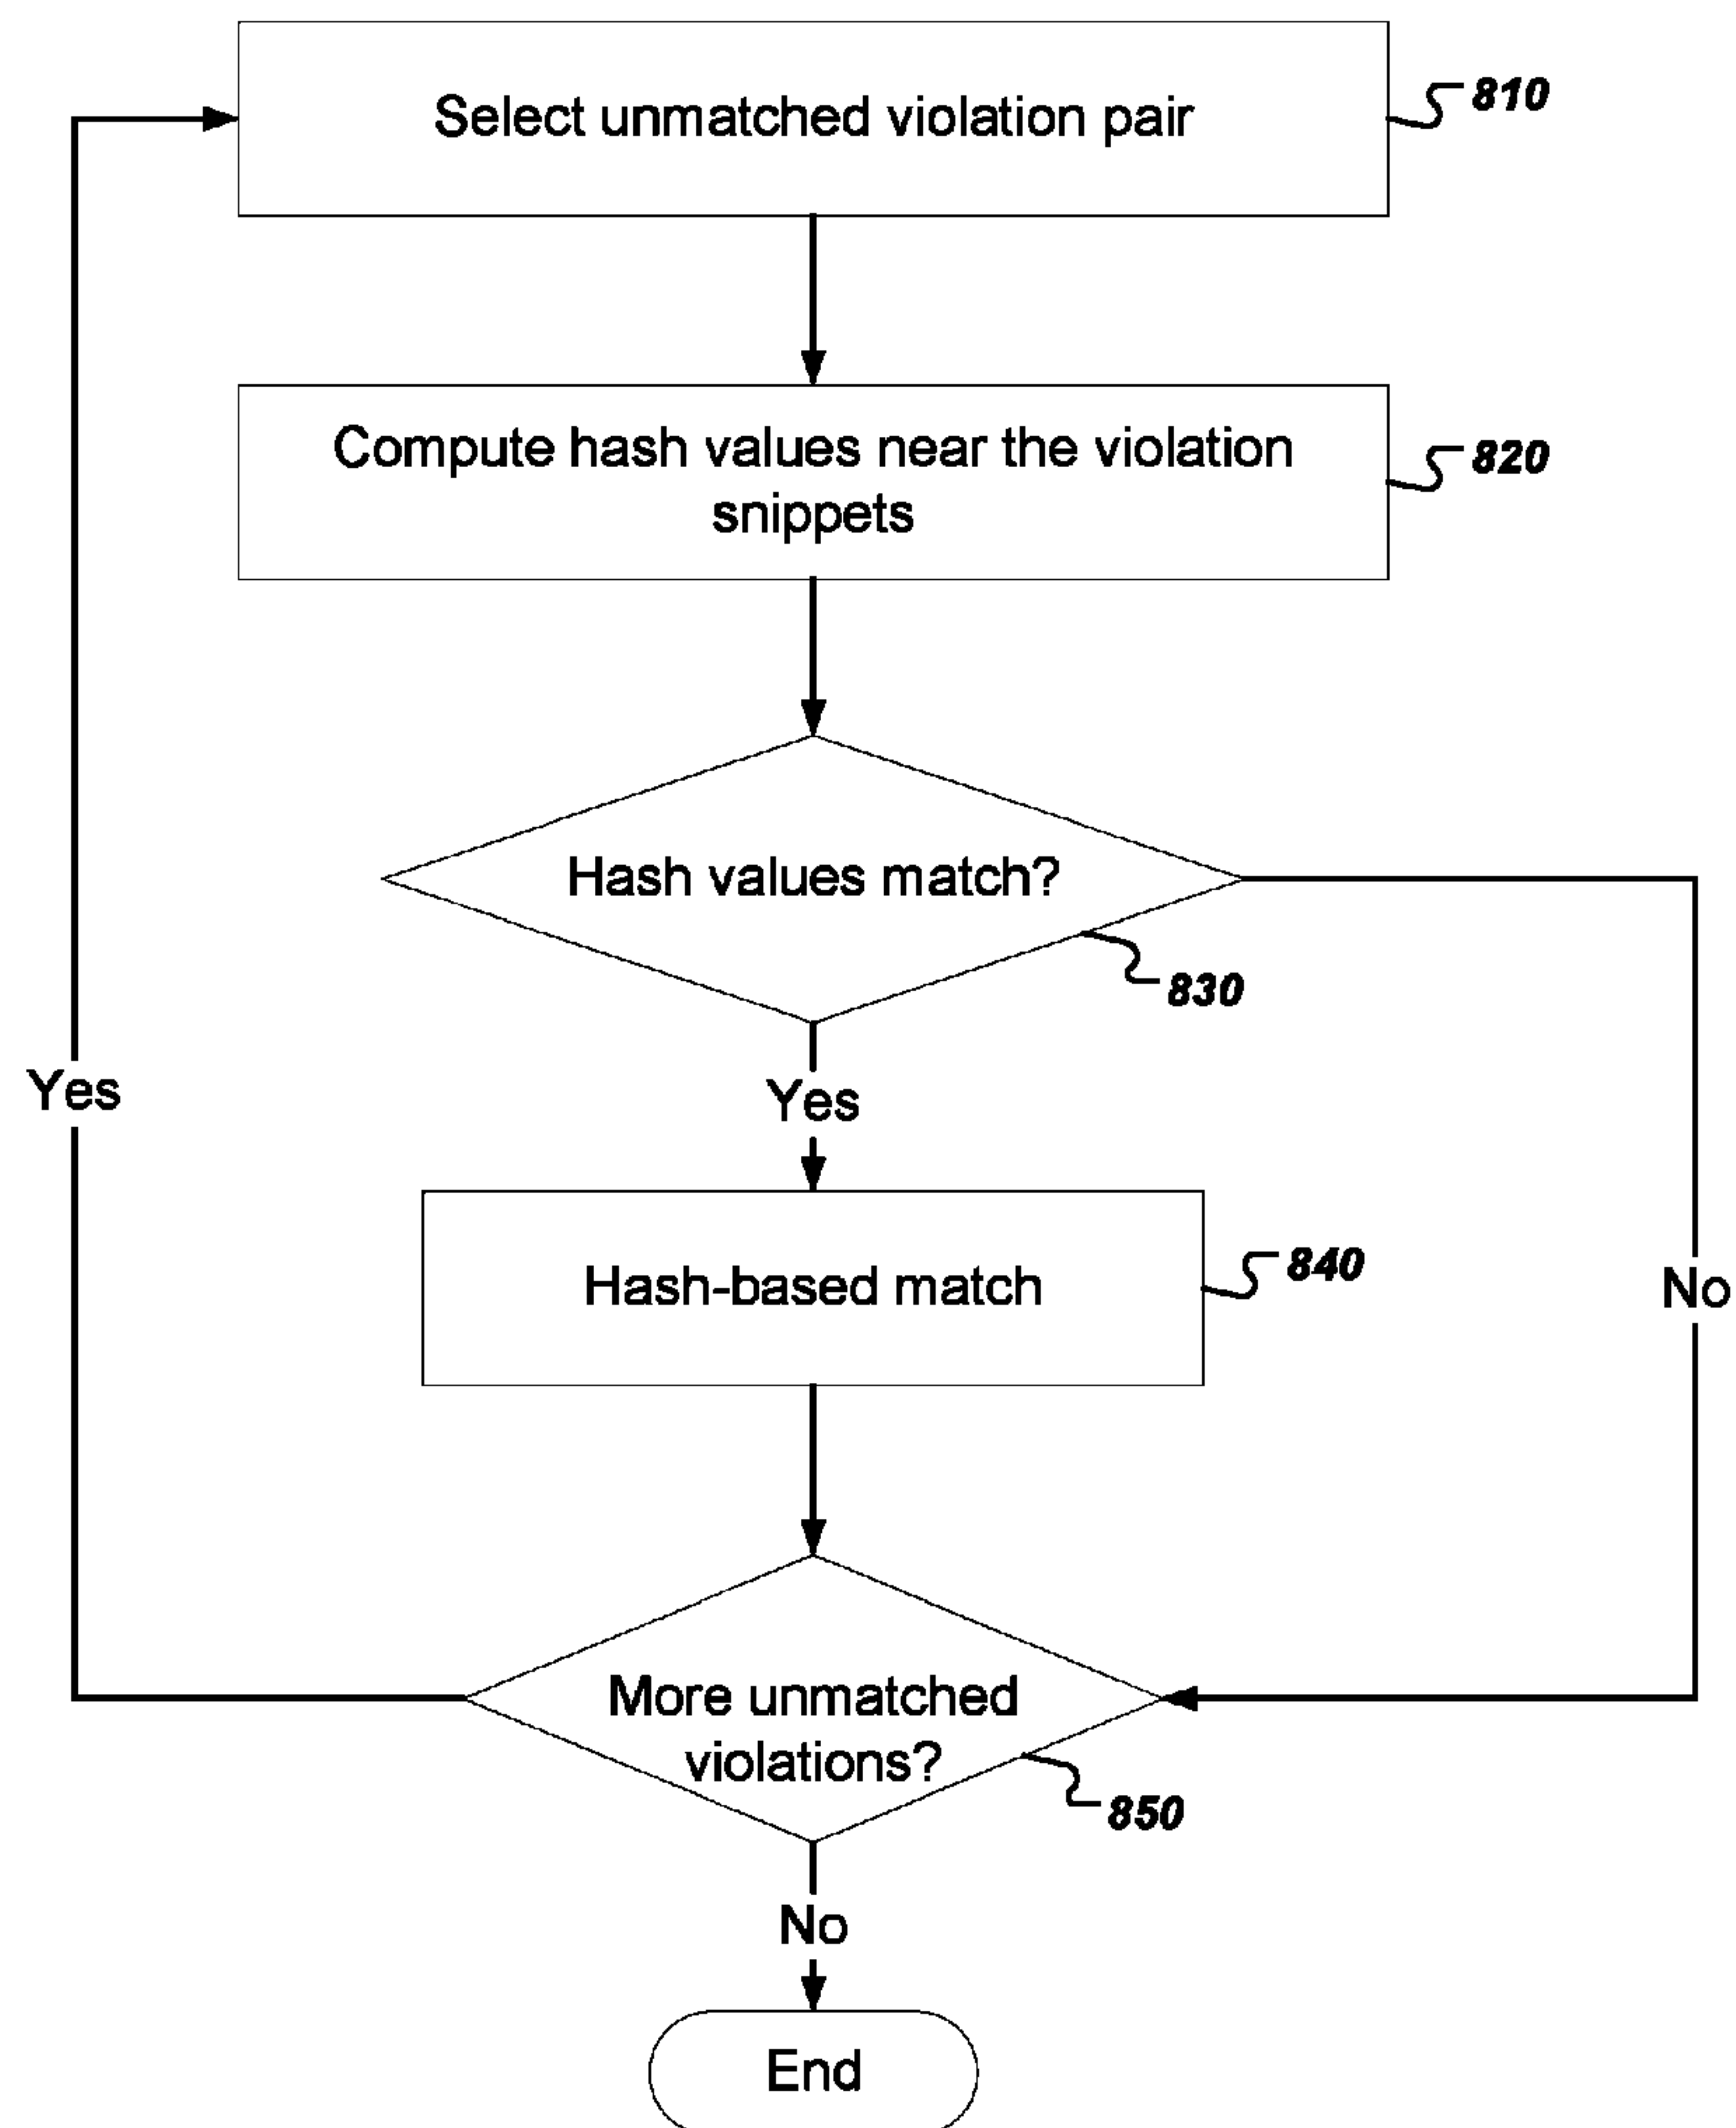 Select unmatched violation pair
810
Compute hash values near the violation
snippets
820
Hash values match?
830
Yes
Yes
Hash-based match
840
No
More unmatched
violations?
850
No
End